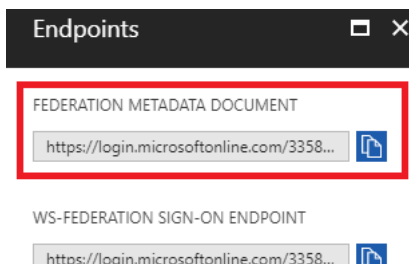 Endpoints
FEDERATION METADATA DOCUMENT
https://login.microsoftonline.com/3358...
WS-FEDERATION SIGN-ON ENDPOINT
https://login.microsoftonline.com/3358...